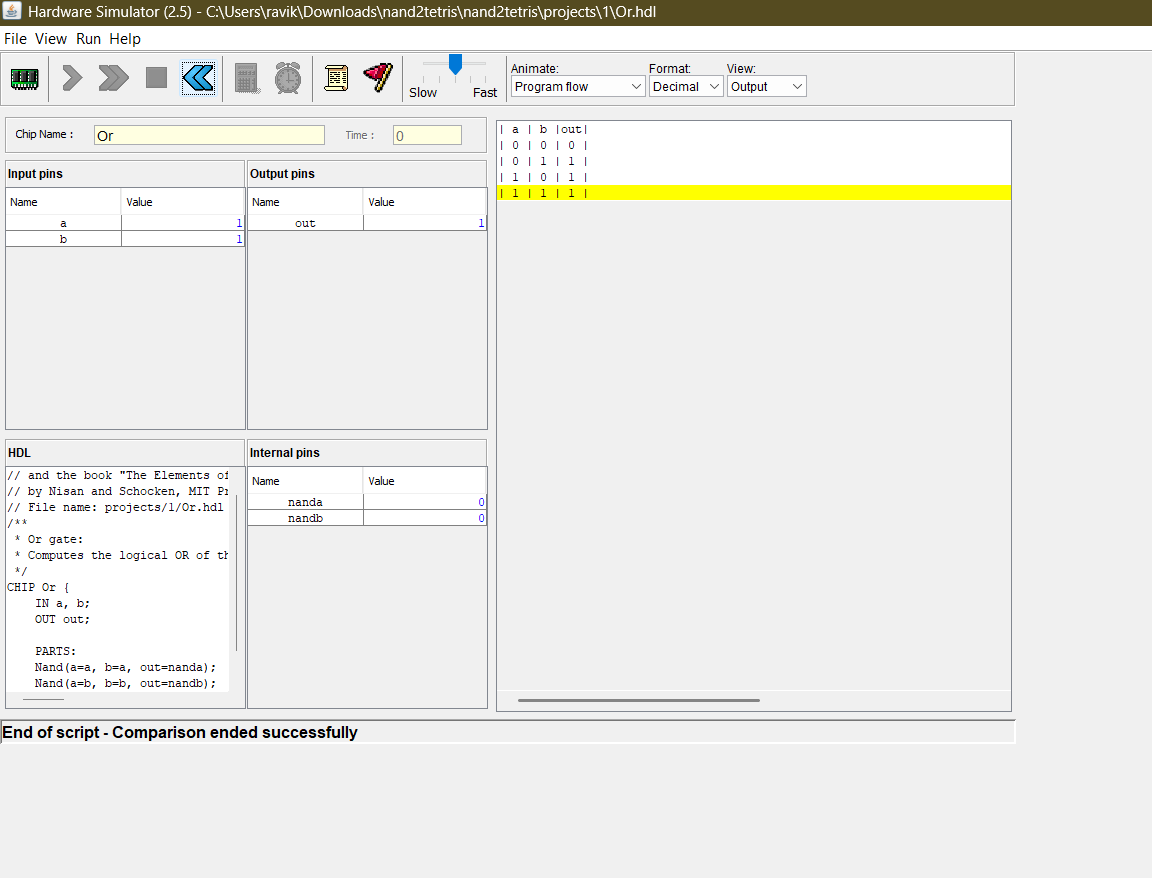 Hardware Simulator (2.5) - C:\Users\ravik\Downloads\nand2tetris\nand2tetris\projects\1\Or.hdl
File View Run Help
Slow Fast
Animate: Format: View:
Program flow Decimal Output
Chip Name : Or Time : 0
Input pins
Name Value
a 1
b 1
Output pins
Name Value
out 1
HDL
// and the book "The Elements of
// by Nisan and Schocken, MIT Pr
// File name: projects/1/Or.hdl
/**
* Or gate:
* Computes the logical OR of th
*/
CHIP Or {
IN a, b;
OUT out;
PARTS:
Nand(a=a, b=a, out=nanda);
Nand(a=b, b=b, out=nandb);
Internal pins
Name Value
nanda 0
nandb 0
| a | b |out|
| 0 | 0 | 0 |
| 0 | 1 | 1 |
| 1 | 0 | 1 |
| 1 | 1 | 1 |
End of script - Comparison ended successfully